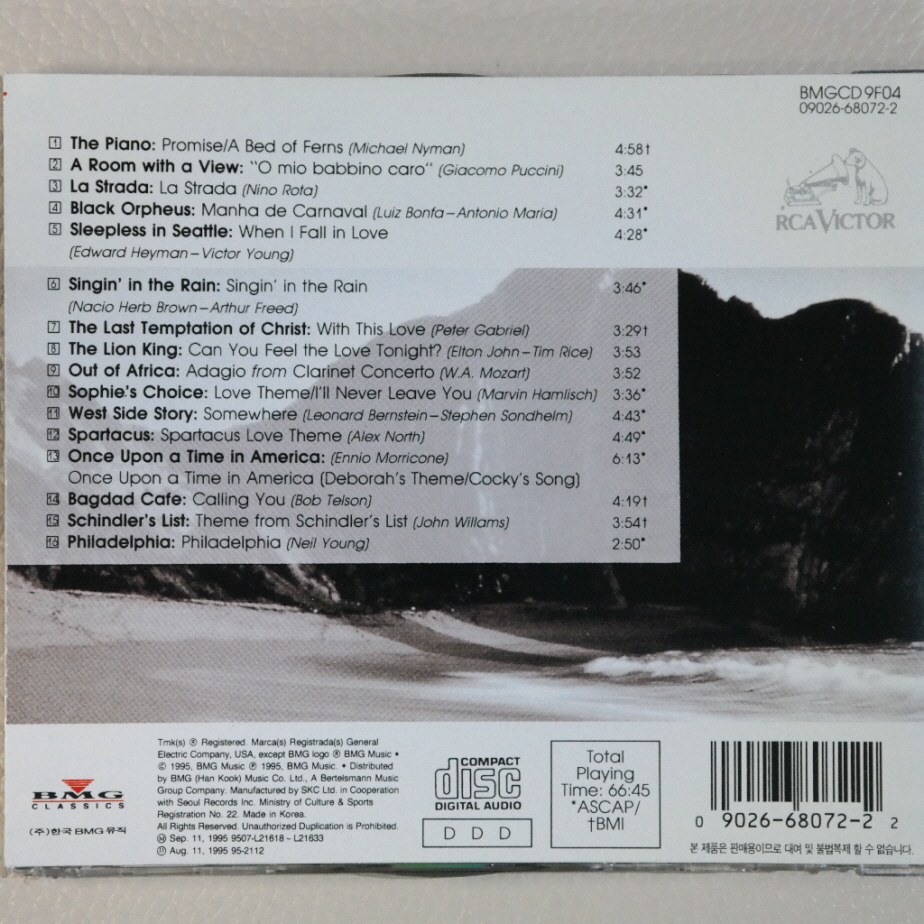 BMGCD 9F04
09026-68072-2
RCA VICTOR
1 The Piano: Promise/A Bed of Ferns (Michael Nyman) 4:58†
2 A Room with a View: "O mio babbino caro" (Giacomo Puccini) 3:45
3 La Strada: La Strada (Nino Rota) 3:32*
4 Black Orpheus: Manha de Carnaval (Luiz Bonfa–Antonio Maria) 4:31*
5 Sleepless in Seattle: When I Fall in Love 4:28*
(Edward Heyman–Victor Young)
6 Singin' in the Rain: Singin' in the Rain 3:46*
(Nacio Herb Brown–Arthur Freed)
7 The Last Temptation of Christ: With This Love (Peter Gabriel) 3:29†
8 The Lion King: Can You Feel the Love Tonight? (Elton John–Tim Rice) 3:53
9 Out of Africa: Adagio from Clarinet Concerto (W.A. Mozart) 3:52
10 Sophie's Choice: Love Theme/I'll Never Leave You (Marvin Hamlisch) 3:36*
11 West Side Story: Somewhere (Leonard Bernstein–Stephen Sondhelm) 4:43*
12 Spartacus: Spartacus Love Theme (Alex North) 4:49*
13 Once Upon a Time in America: (Ennio Morricone) 6:13*
Once Upon a Time in America (Deborah's Theme/Cocky's Song)
14 Bagdad Cafe: Calling You (Bob Telson) 4:19†
15 Schindler's List: Theme from Schindler's List (John Willams) 3:54†
16 Philadelphia: Philadelphia (Neil Young) 2:50*
BMG
CLASSICS
(주)한국 BMG 뮤직
Tmk(s) ® Registered. Marca(s) Registrada(s) General
Electric Company, USA, except BMG logo ® BMG Music •
© 1995, BMG Music ℗ 1995, BMG Music. • Distributed
by BMG (Han Kook) Music Co. Ltd., A Bertelsmann Music
Group Company. Manufactured by SKC Ltd. in Cooperation
with Seoul Records Inc. Ministry of Culture & Sports
Registration No. 22. Made in Korea.
All Rights Reserved. Unauthorized Duplication is Prohibited.
Ⓜ Sep. 11, 1995 9507-L21618~L21633
Aug. 11, 1995 95-2112
COMPACT
disc
DIGITAL AUDIO
D D D
Total
Playing
Time: 66:45
*ASCAP/
†BMI
0 9026-68072-2 2
본 제품은 판매용이므로 대여 및 불법복제 할 수 없습니다.